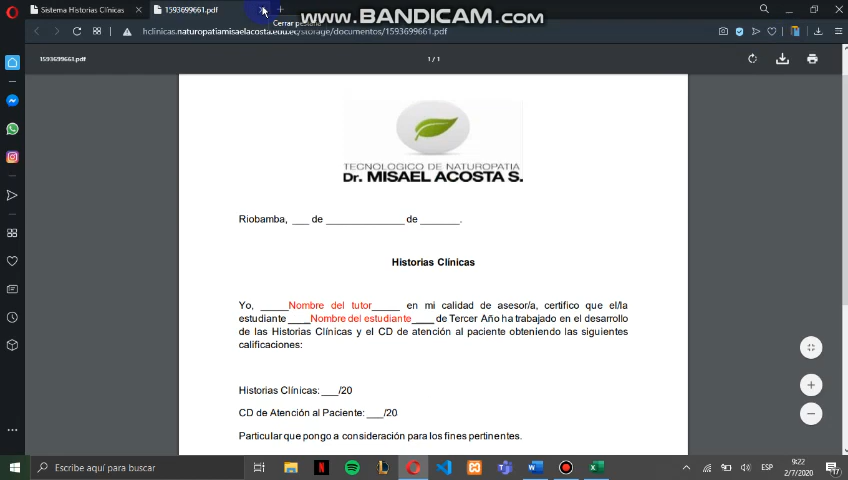 WWW.BANDICAM.COM
Sistema Historias Clínicas
1593699661.pdf
Cerrar pestaña
hclinicas.naturopatiamisaelacosta.edu.ec/storage/documentos/1593699661.pdf
1593699661.pdf
1 / 1
TECNOLOGICO DE NATUROPATIA
Dr. MISAEL ACOSTA S.
Riobamba, ___ de ______________ de _______.
Historias Clínicas
Yo, _____Nombre del tutor_____ en mi calidad de asesor/a, certifico que el/la
estudiante _____Nombre del estudiante_____ de Tercer Año ha trabajado en el desarrollo
de las Historias Clínicas y el CD de atención al paciente obteniendo las siguientes
calificaciones:
Historias Clínicas: ___/20
CD de Atención al Paciente: ___/20
Particular que pongo a consideración para los fines pertinentes.
Escribe aquí para buscar
ESP
9:22
2/7/2020
17